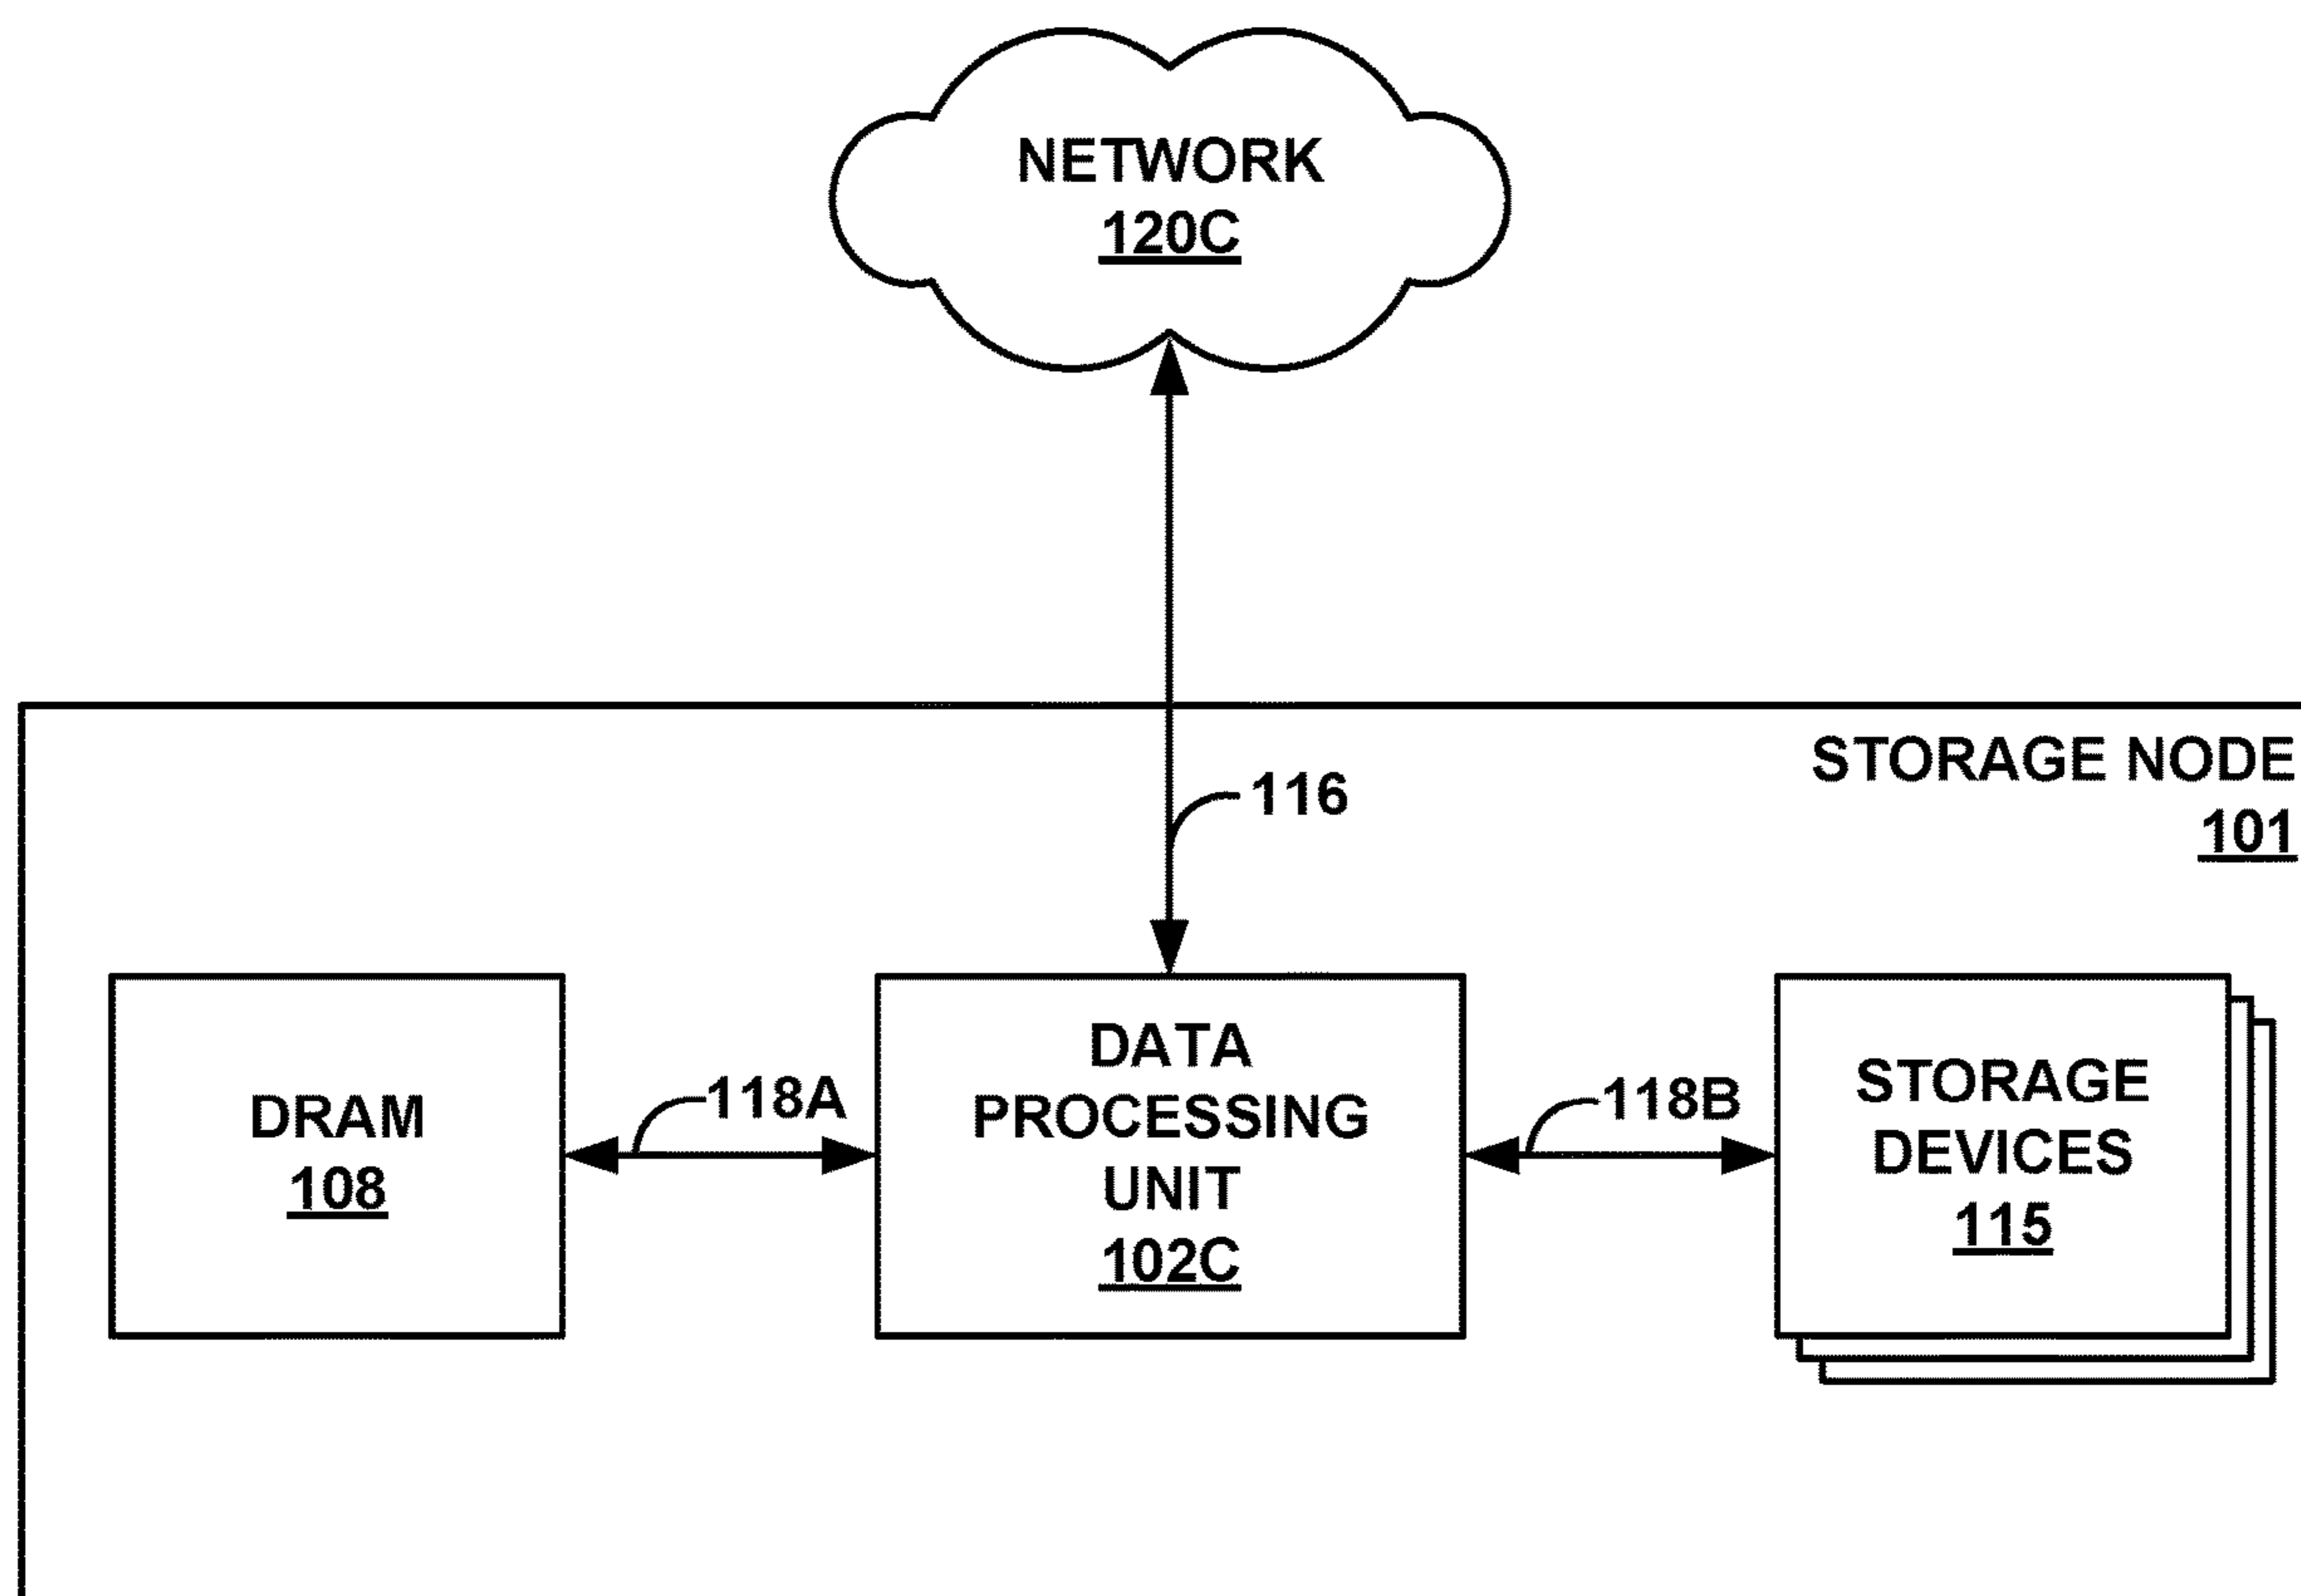 NETWORK
120C
STORAGE NODE
101
116
DRAM
108
118A
DATA
PROCESSING
UNIT
102C
118B
STORAGE
DEVICES
115